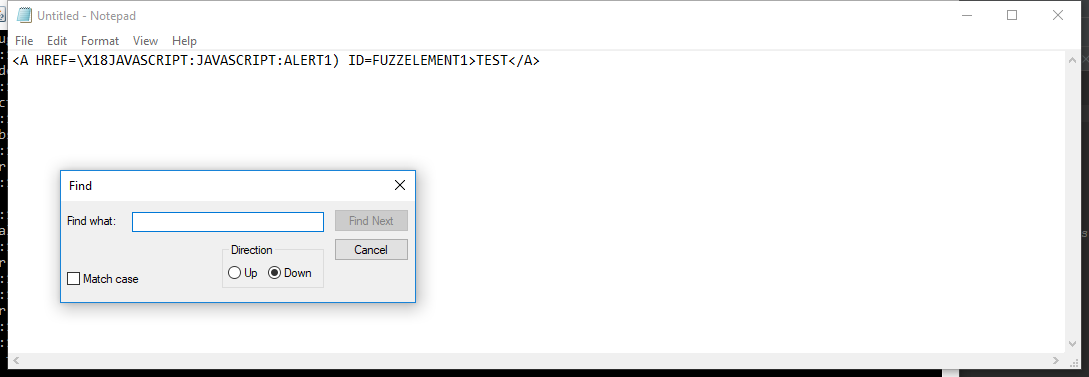 Untitled - Notepad
File Edit Format View Help
<A HREF=\X18JAVASCRIPT:JAVASCRIPT:ALERT1) ID=FUZZELEMENT1>TEST</A>
Find
Find what:
Find Next
Direction
Cancel
Up Down
Match case